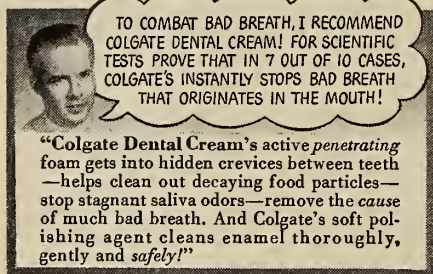 TO COMBAT BAD BREATH, I RECOMMEND
COLGATE DENTAL CREAM! FOR SCIENTIFIC
TESTS PROVE THAT IN 7 OUT OF 10 CASES,
COLGATE'S INSTANTLY STOPS BAD BREATH
THAT ORIGINATES IN THE MOUTH!
"Colgate Dental Cream's active penetrating
foam gets into hidden crevices between teeth
—helps clean out decaying food particles—
stop stagnant saliva odors—remove the cause
of much bad breath. And Colgate's soft pol-
ishing agent cleans enamel thoroughly,
gently and safely!"